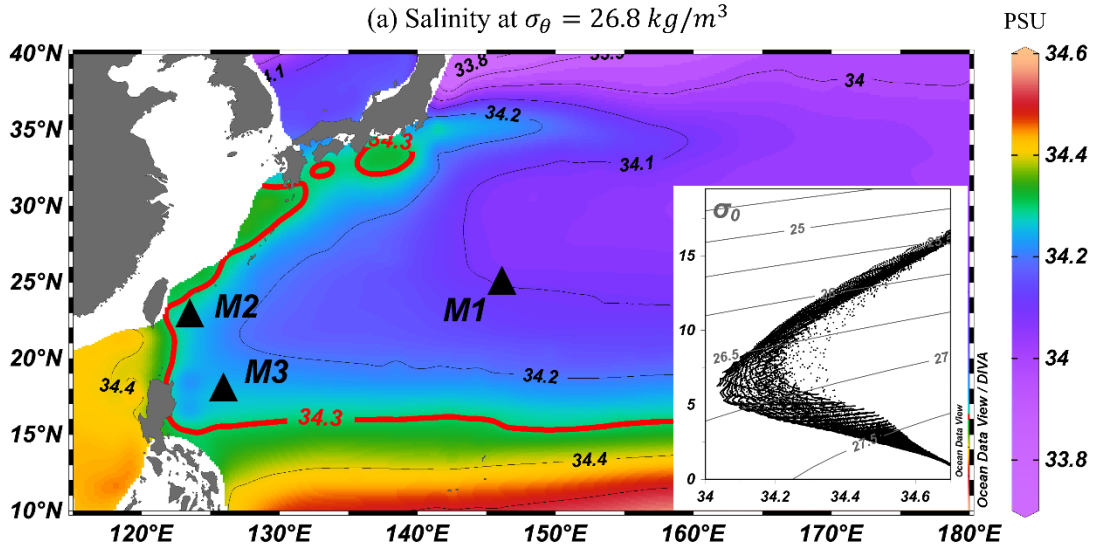 (a) Salinity at σ_θ = 26.8 kg/m³
PSU
40°N
35°N
30°N
25°N
20°N
15°N
10°N
120°E
130°E
140°E
150°E
160°E
170°E
180°E
33.8
34
34.2
34.1
34.3
M1
M2
M3
34.4
34.2
34.3
34.4
σ₀
25
26.5
27
27.5
15
10
5
0
34
34.2
34.4
34.6
Ocean Data View
Ocean Data View / DIVA
34.6
34.4
34.2
34
33.8